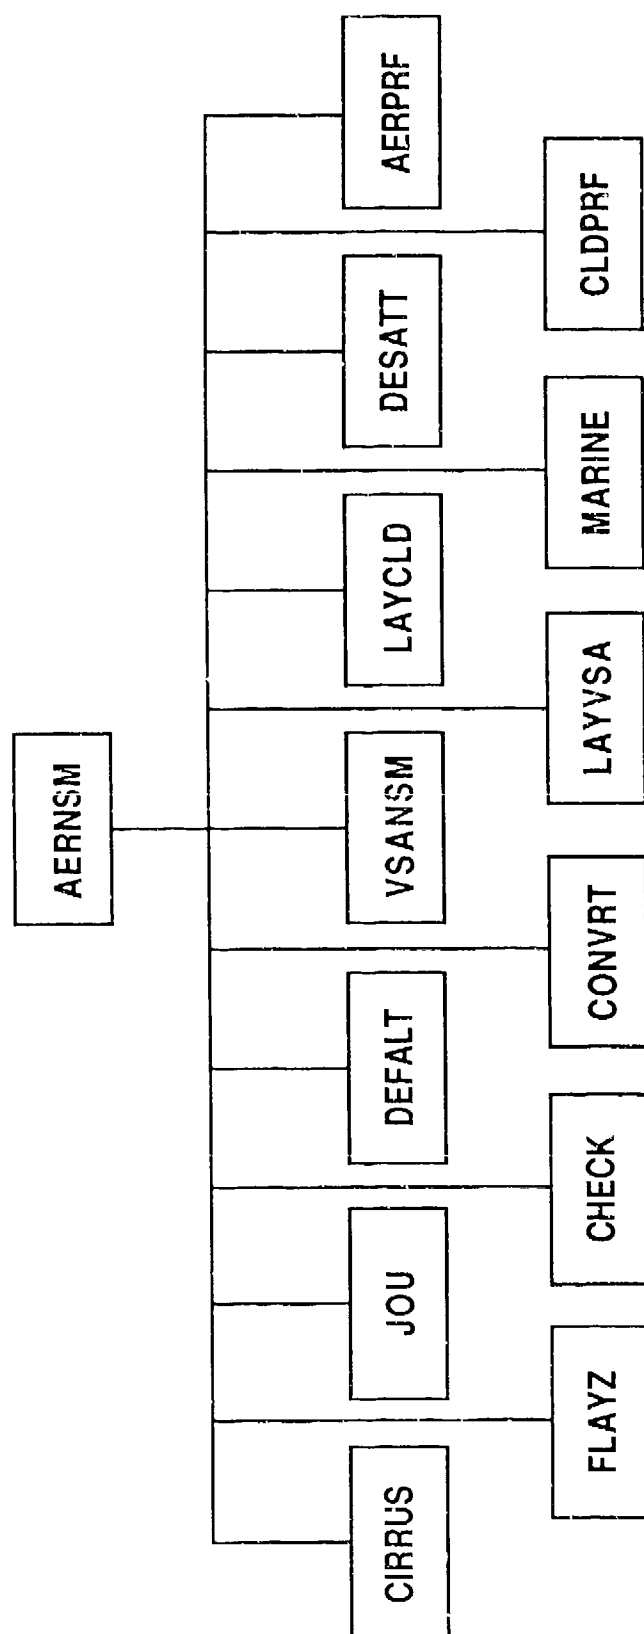 AERNSM
CIRRUS
JOU
DEFALT
VSANSM
LAYCLD
DESATT
AERPRF
FLAYZ
CHECK
CONVRT
LAYVSA
MARINE
CLDPRF